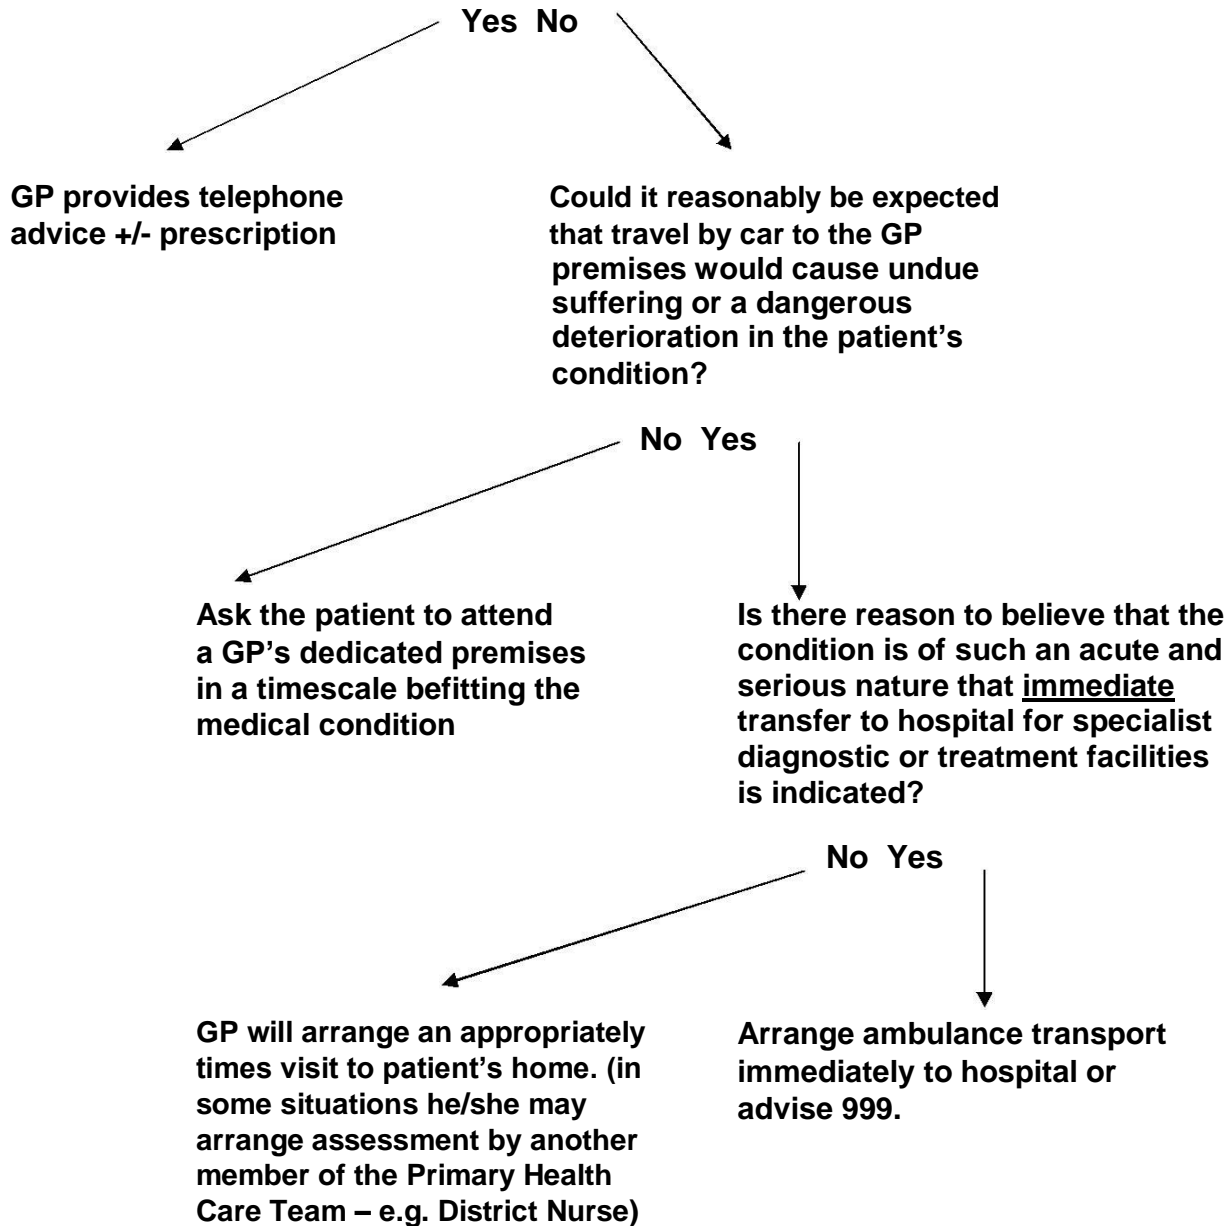 Yes No
GP provides telephone
advice +/- prescription
Could it reasonably be expected
that travel by car to the GP
premises would cause undue
suffering or a dangerous
deterioration in the patient’s
condition?
No Yes
Ask the patient to attend
a GP’s dedicated premises
in a timescale befitting the
medical condition
Is there reason to believe that the
condition is of such an acute and
serious nature that immediate
transfer to hospital for specialist
diagnostic or treatment facilities
is indicated?
No Yes
GP will arrange an appropriately
times visit to patient’s home. (in
some situations he/she may
arrange assessment by another
member of the Primary Health
Care Team – e.g. District Nurse)
Arrange ambulance transport
immediately to hospital or
advise 999.